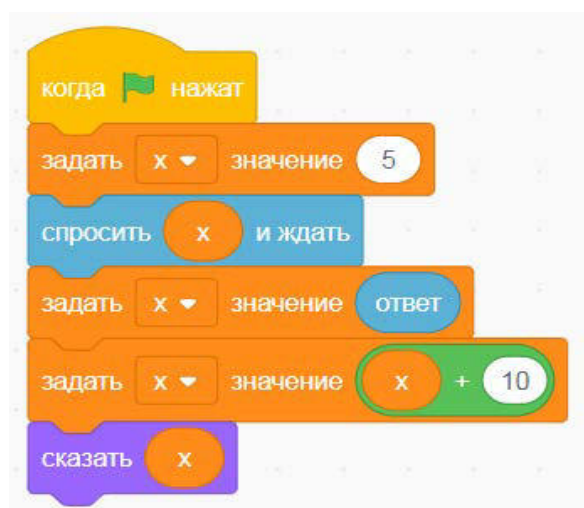 когда нажат
задать x значение 5
спросить x и ждать
задать x значение ответ
задать x значение x + 10
сказать x